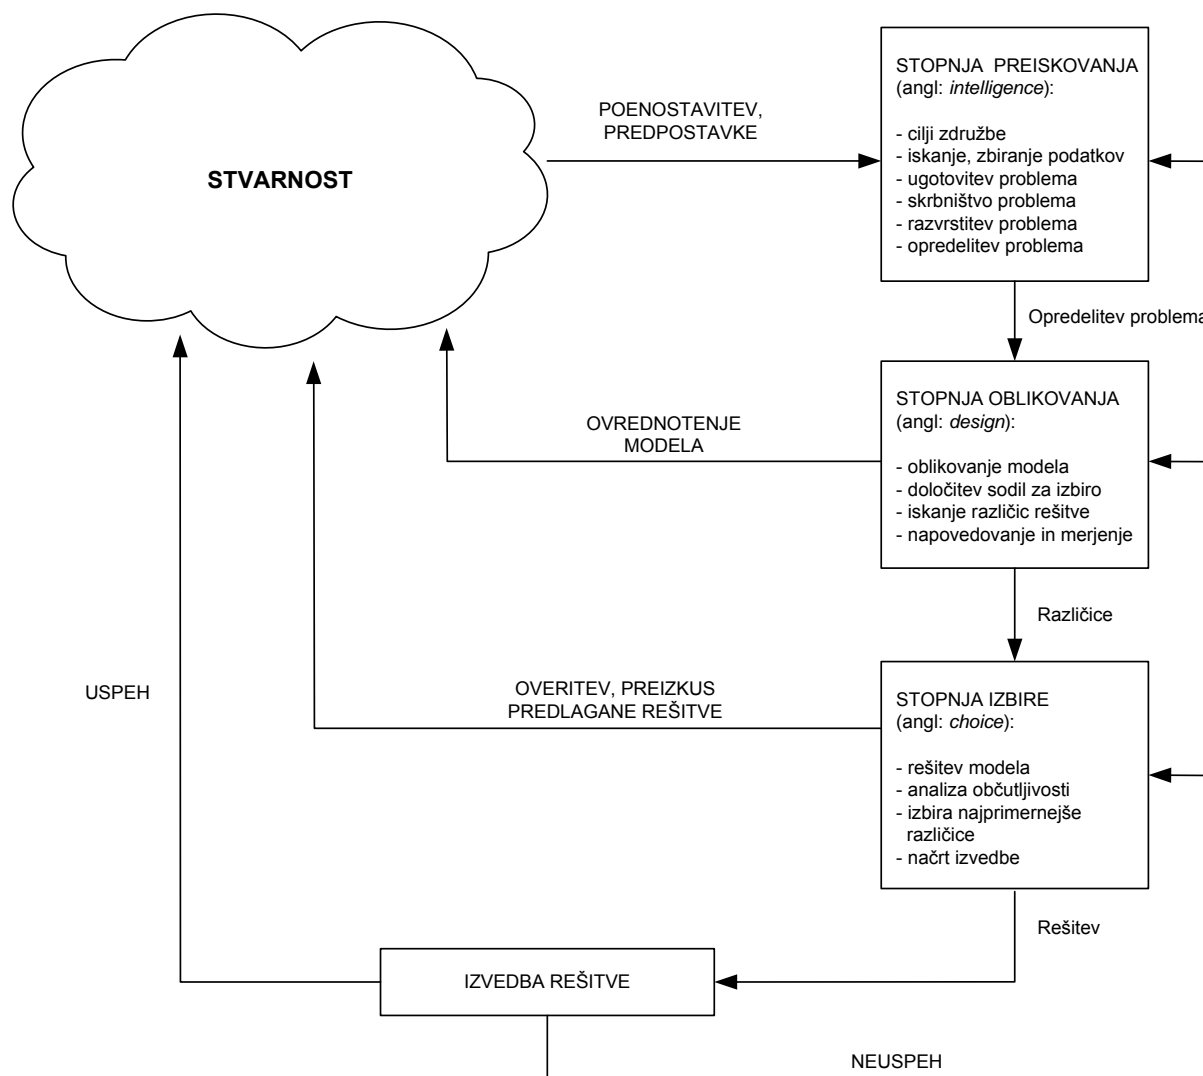 STVARNOST
POENOSTAVITEV,
PREDPOSTAVKE
STOPNJA PREISKOVANJA
(angl: intelligence):
- cilji združbe
- iskanje, zbiranje podatkov
- ugotovitev problema
- skrbništvo problema
- razvrstitev problema
- opredelitev problema
Opredelitev problema
OVREDNOTENJE
MODELA
STOPNJA OBLIKOVANJA
(angl: design):
- oblikovanje modela
- določitev sodil za izbiro
- iskanje različic rešitve
- napovedovanje in merjenje
Različice
USPEH
OVERITEV, PREIZKUS
PREDLAGANE REŠITVE
STOPNJA IZBIRE
(angl: choice):
- rešitev modela
- analiza občutljivosti
- izbira najprimernejše
različice
- načrt izvedbe
Rešitev
IZVEDBA REŠITVE
NEUSPEH